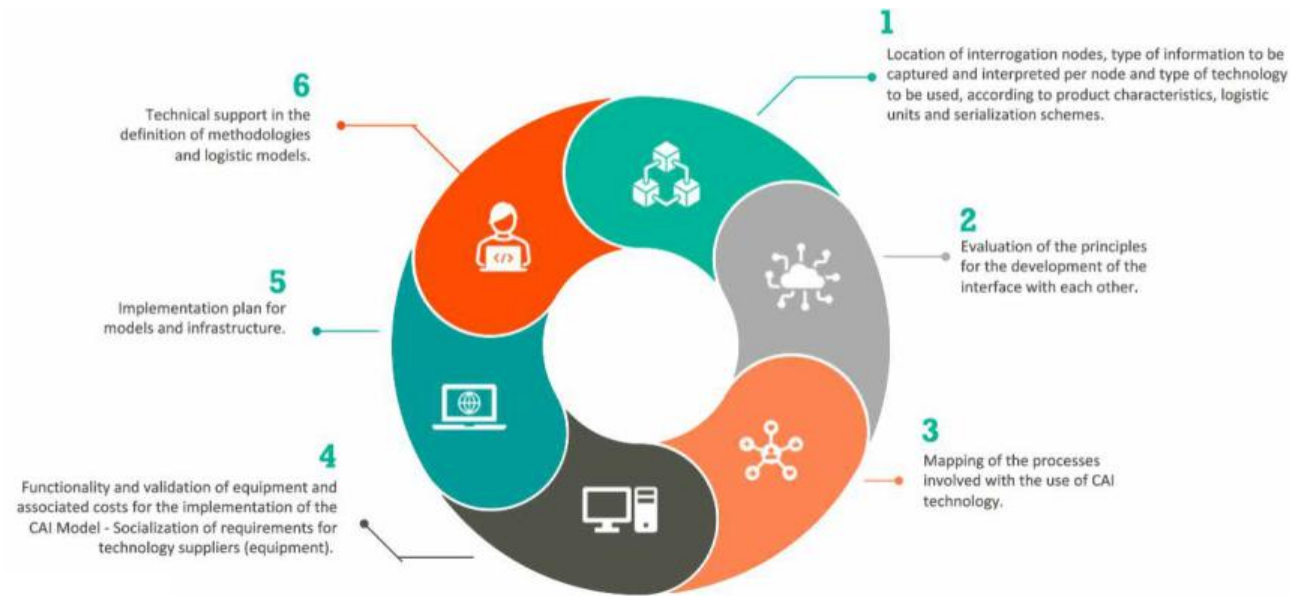 1
Location of interrogation nodes, type of information to be
captured and interpreted per node and type of technology
to be used, according to product characteristics, logistic
units and serialization schemes.
2
Evaluation of the principles
for the development of the
interface with each other.
3
Mapping of the processes
involved with the use of CAI
technology.
4
Functionality and validation of equipment and
associated costs for the implementation of the
CAI Model - Socialization of requirements for
technology suppliers (equipment).
5
Implementation plan for
models and infrastructure.
6
Technical support in the
definition of methodologies
and logistic models.
</>